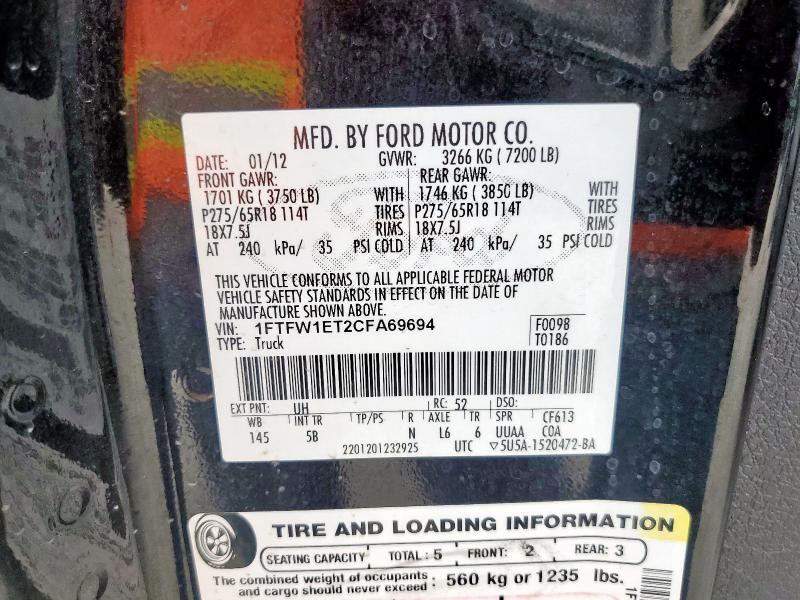 MFD. BY FORD MOTOR CO.
DATE: 01/12 GVWR: 3266 KG ( 7200 LB)
FRONT GAWR: REAR GAWR:
1701 KG ( 3750 LB) WITH 1746 KG ( 3850 LB) WITH
P275/65R18 114T TIRES P275/65R18 114T TIRES
18X7.5J RIMS 18X7.5J RIMS
AT 240 kPa/ 35 PSI COLD AT 240 kPa/ 35 PSI COLD
THIS VEHICLE CONFORMS TO ALL APPLICABLE FEDERAL MOTOR
VEHICLE SAFETY STANDARDS IN EFFECT ON THE DATE OF
MANUFACTURE SHOWN ABOVE.
VIN: 1FTFW1ET2CFA69694 F0098
TYPE: Truck T0186
EXT PNT: UH RC: 52 DSO:
WB INT TR TP/PS R AXLE TR SPR CF613
145 5B N L6 6 UUAA COA
2201201232925 UTC ▽5U5A-1520472-BA
TIRE AND LOADING INFORMATION
SEATING CAPACITY TOTAL : 5 FRONT: 2 REAR: 3
The combined weight of occupants
and cargo should never exceed : 560 kg or 1235 lbs.